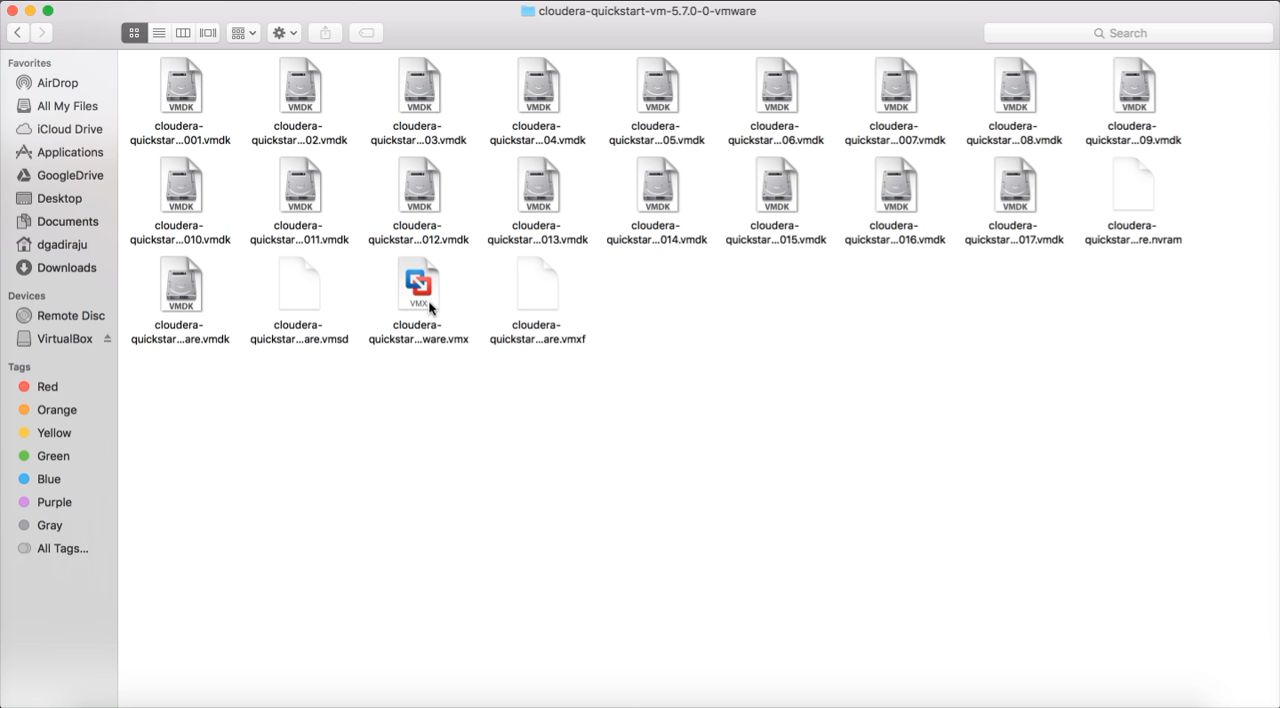 cloudera-quickstart-vm-5.7.0-0-vmware
Search
Favorites
AirDrop
All My Files
iCloud Drive
Applications
GoogleDrive
Desktop
Documents
dgadiraju
Downloads
Devices
Remote Disc
VirtualBox
Tags
Red
Orange
Yellow
Green
Blue
Purple
Gray
All Tags...
VMDK VMDK VMDK VMDK VMDK VMDK VMDK VMDK VMDK
cloudera- cloudera- cloudera- cloudera- cloudera- cloudera- cloudera- cloudera- cloudera-
quickstar...001.vmdk quickstar...02.vmdk quickstar...03.vmdk quickstar...04.vmdk quickstar...05.vmdk quickstar...06.vmdk quickstar...007.vmdk quickstar...08.vmdk quickstar...09.vmdk
VMDK VMDK VMDK VMDK VMDK VMDK VMDK VMDK
cloudera- cloudera- cloudera- cloudera- cloudera- cloudera- cloudera- cloudera- cloudera-
quickstar...010.vmdk quickstar...011.vmdk quickstar...012.vmdk quickstar...013.vmdk quickstar...014.vmdk quickstar...015.vmdk quickstar...016.vmdk quickstar...017.vmdk quickstar...re.nvram
VMDK VMX
cloudera- cloudera- cloudera- cloudera-
quickstar...are.vmdk quickstar...are.vmsd quickstar...ware.vmx quickstar...are.vmxf